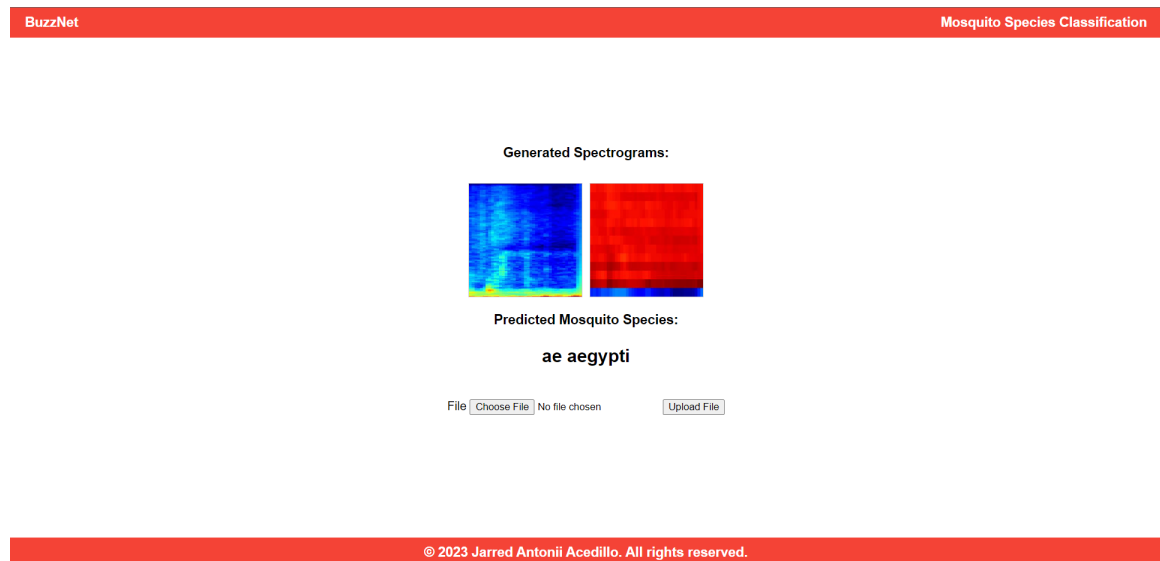 BuzzNet
Mosquito Species Classification
Generated Spectrograms:
Predicted Mosquito Species:
ae aegypti
File Choose File No file chosen Upload File
© 2023 Jarred Antonii Acedillo. All rights reserved.